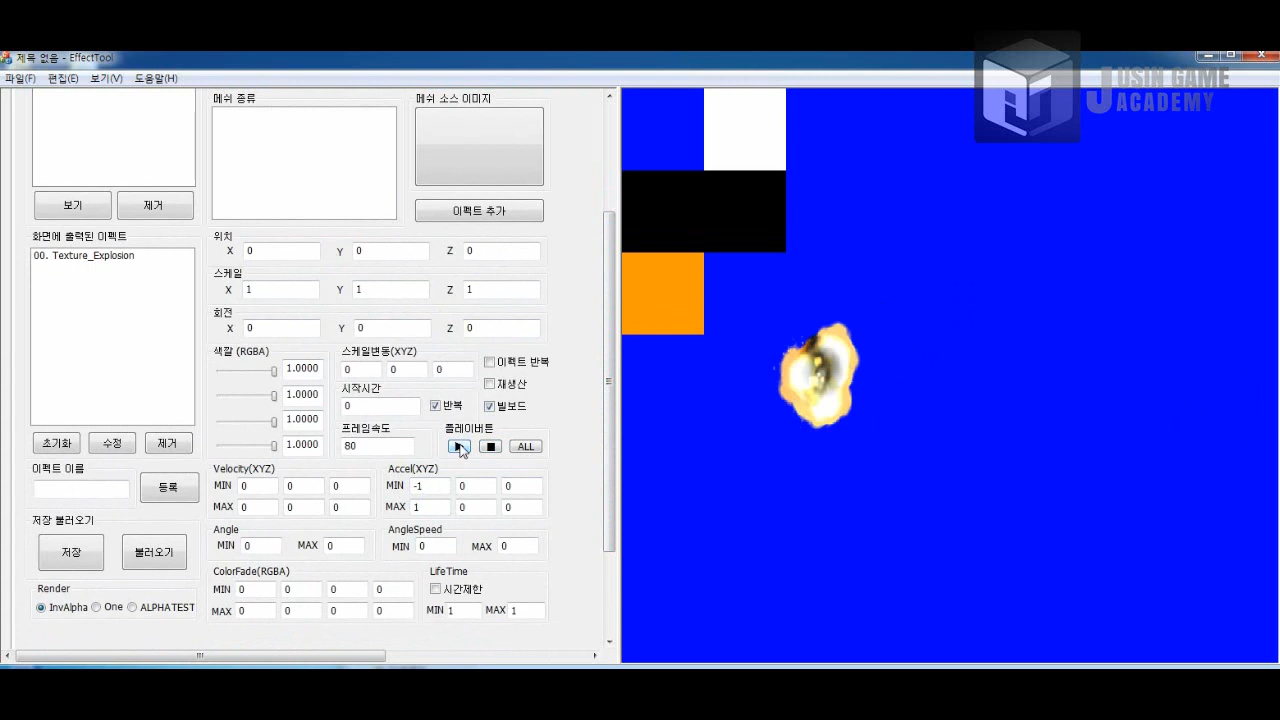 제목 없음 - EffectTool
JUSIN GAME
ACADEMY
파일(F) 편집(E) 보기(V) 도움말(H)
메쉬 종류
메쉬 소스 이미지
보기 제거
이펙트 추가
화면에 출력된 이펙트
00. Texture_Explosion
위치
X 0 Y 0 Z 0
스케일
X 1 Y 1 Z 1
회전
X 0 Y 0 Z 0
색깔 (RGBA)
1.0000
1.0000
1.0000
1.0000
스케일변동(XYZ)
0 0 0
이펙트 반복
재생산
시작시간
0
반복
빌보드
프레임속도
80
플레이버튼
ALL
초기화 수정 제거
이펙트 이름
등록
저장 불러오기
저장 불러오기
Render
InvAlpha One ALPHATEST
Velocity(XYZ)
MIN 0 0 0
MAX 0 0 0
Accel(XYZ)
MIN -1 0 0
MAX 1 0 0
Angle
MIN 0 MAX 0
AngleSpeed
MIN 0 MAX 0
ColorFade(RGBA)
MIN 0 0 0 0
MAX 0 0 0 0
LifeTime
시간제한
MIN 1 MAX 1